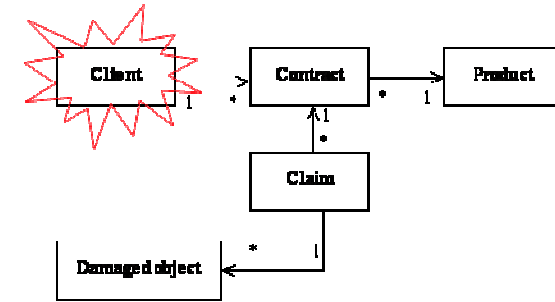 Client
Contract
Product
1
*
*
1
1
*
Claim
*
1
Damaged object